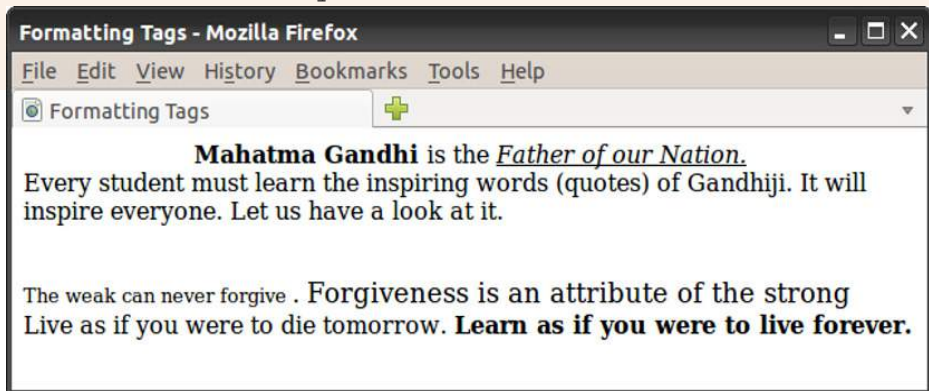 Formatting Tags - Mozilla Firefox
File Edit View History Bookmarks Tools Help
Formatting Tags
Mahatma Gandhi is the Father of our Nation.
Every student must learn the inspiring words (quotes) of Gandhiji. It will
inspire everyone. Let us have a look at it.
The weak can never forgive . Forgiveness is an attribute of the strong
Live as if you were to die tomorrow. Learn as if you were to live forever.